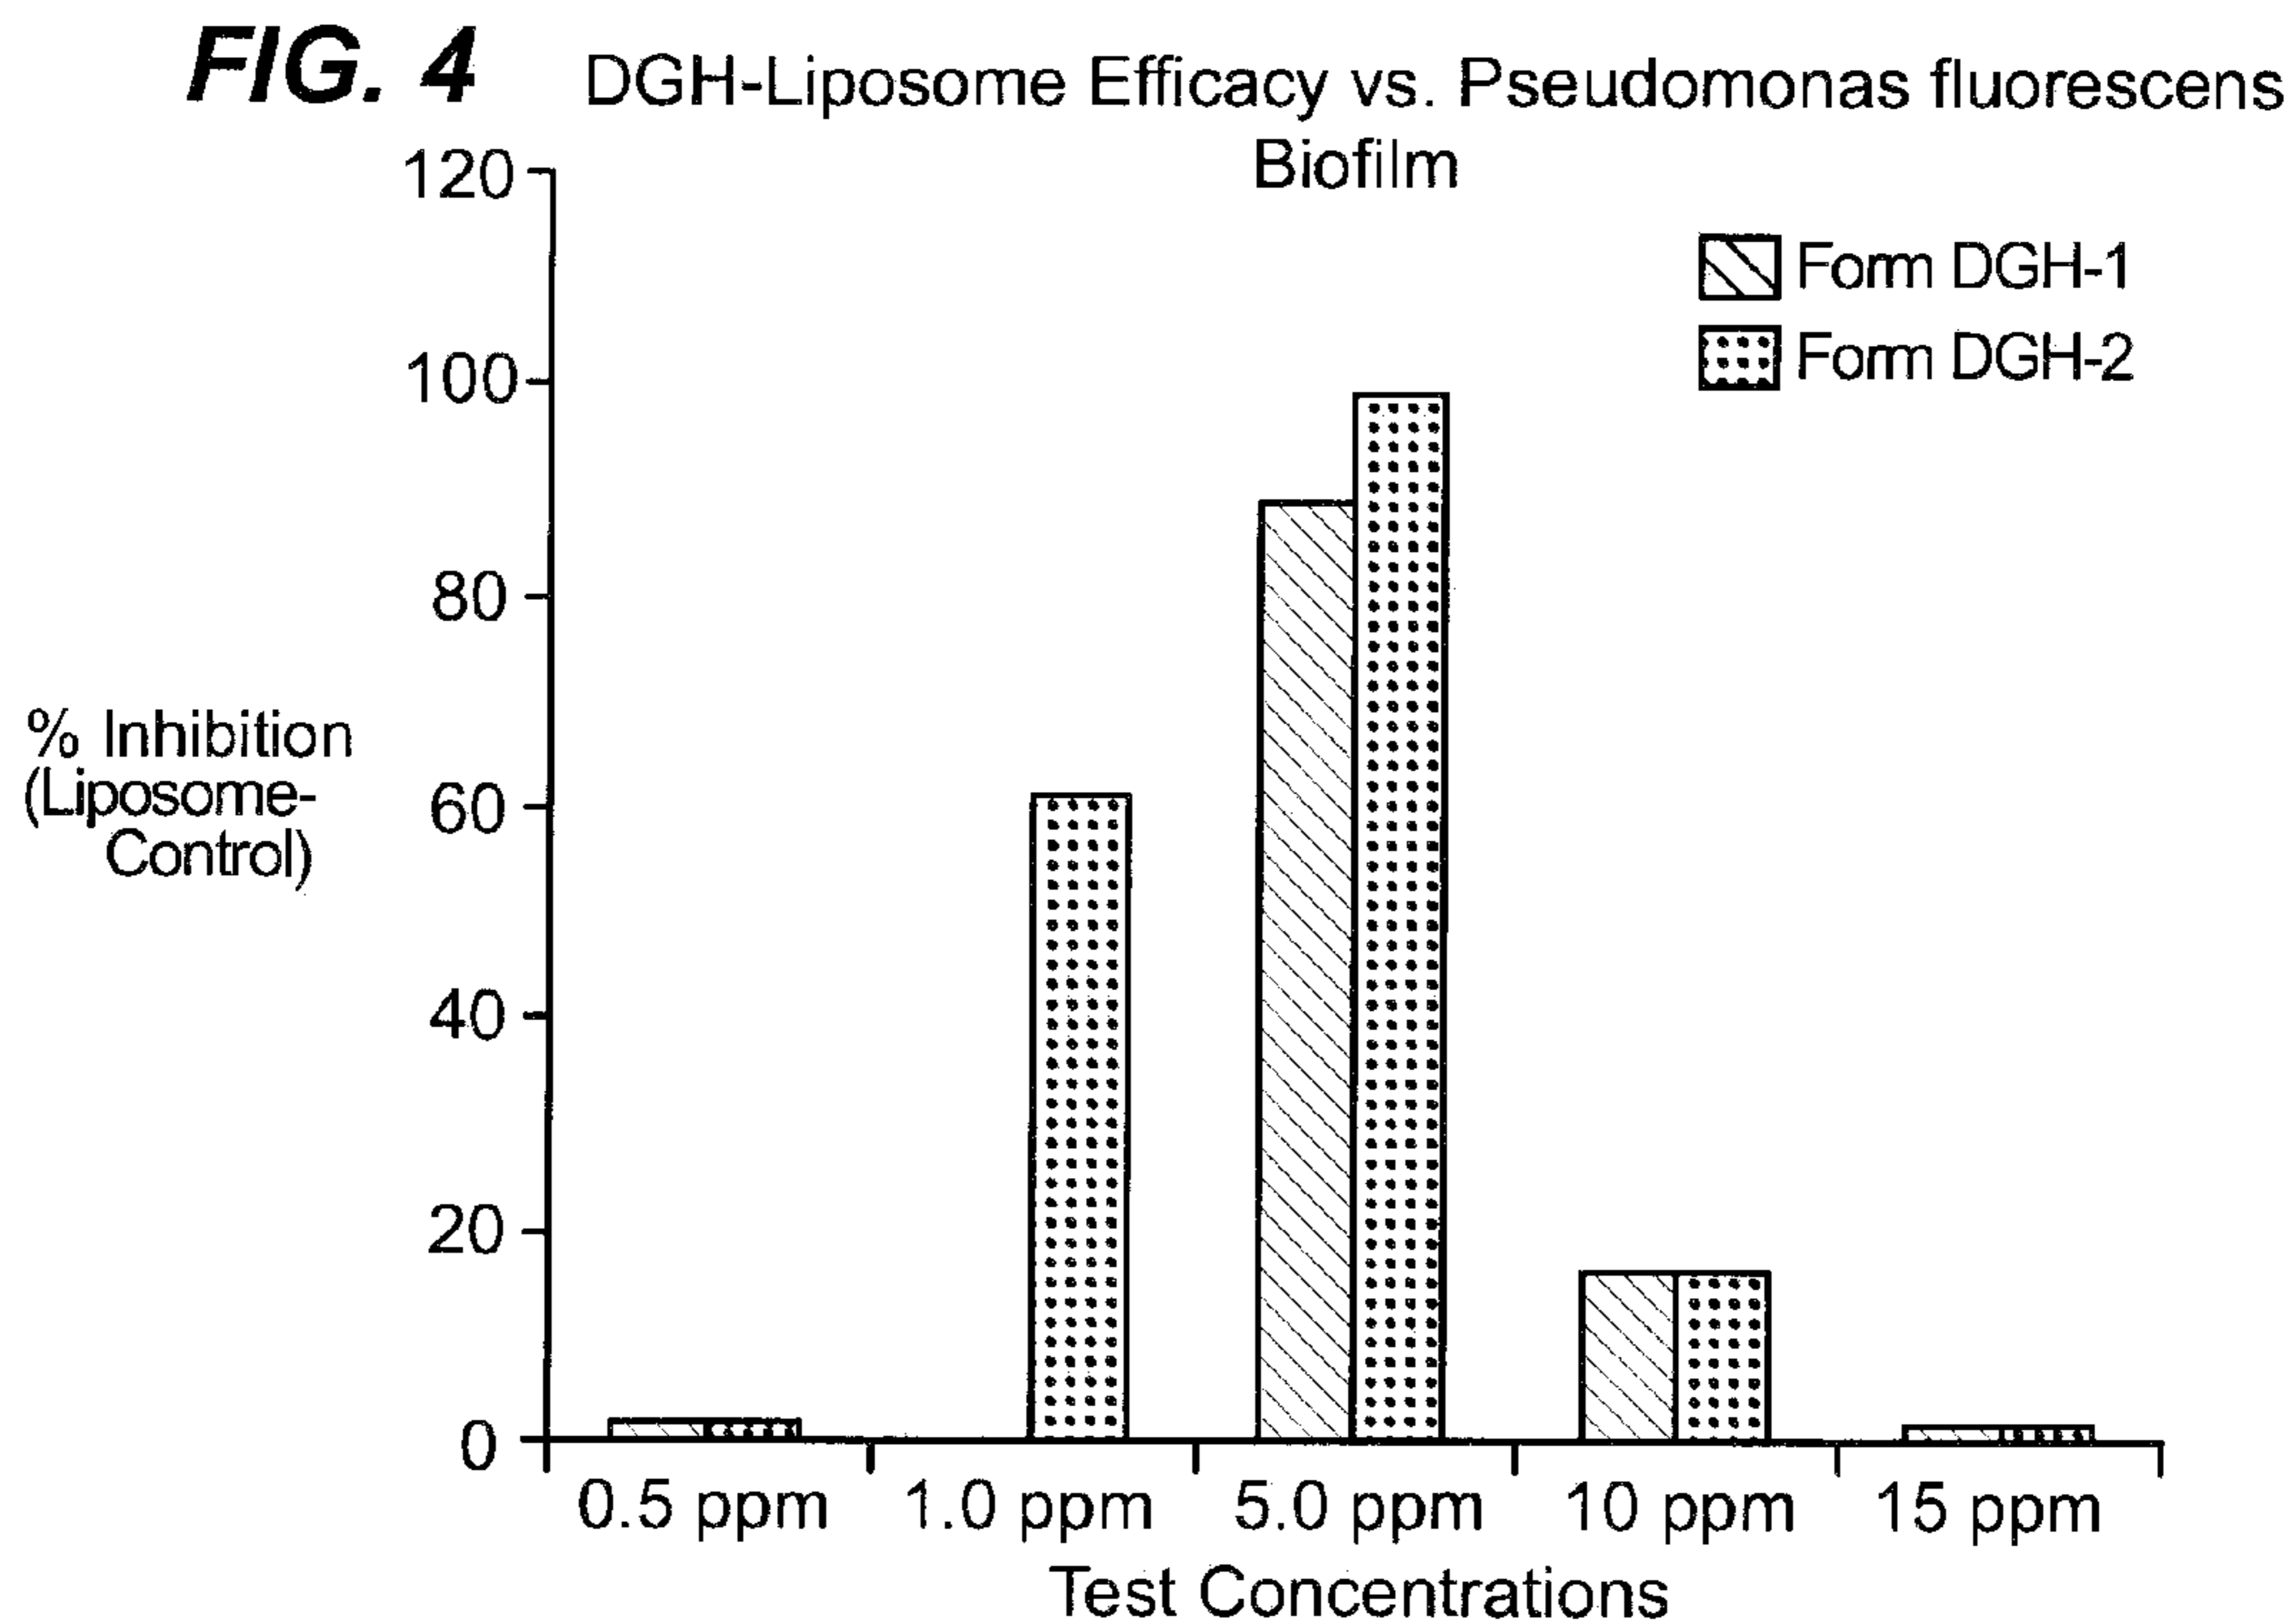 FIG. 4
DGH-Liposome Efficacy vs. Pseudomonas fluorescens
Biofilm
Form DGH-1
Form DGH-2
% Inhibition
(Liposome-
Control)
120
100
80
60
40
20
0
0.5 ppm 1.0 ppm 5.0 ppm 10 ppm 15 ppm
Test Concentrations